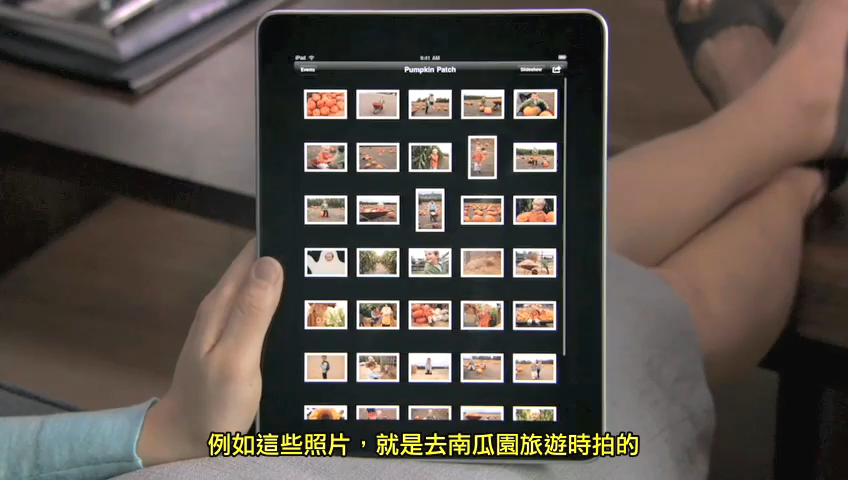 iPad
9:41 AM
Events
Pumpkin Patch
Slideshow
例如這些照片，就是去南瓜園旅遊時拍的